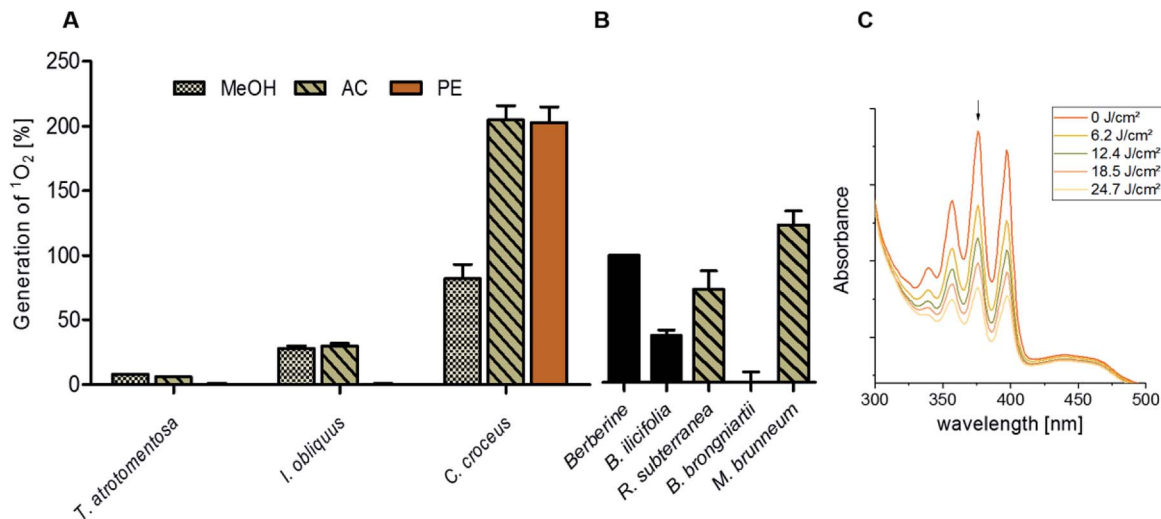 A
B
C
Generation of ¹O₂ [%]
250
200
150
100
50
0
MeOH
AC
PE
T. atrotomentosa
I. obliquus
C. croceus
Berberine
B. ilicifolia
R. subterranea
B. brongniartii
M. brunneum
Absorbance
0 J/cm²
6.2 J/cm²
12.4 J/cm²
18.5 J/cm²
24.7 J/cm²
300
350
400
450
500
wavelength [nm]